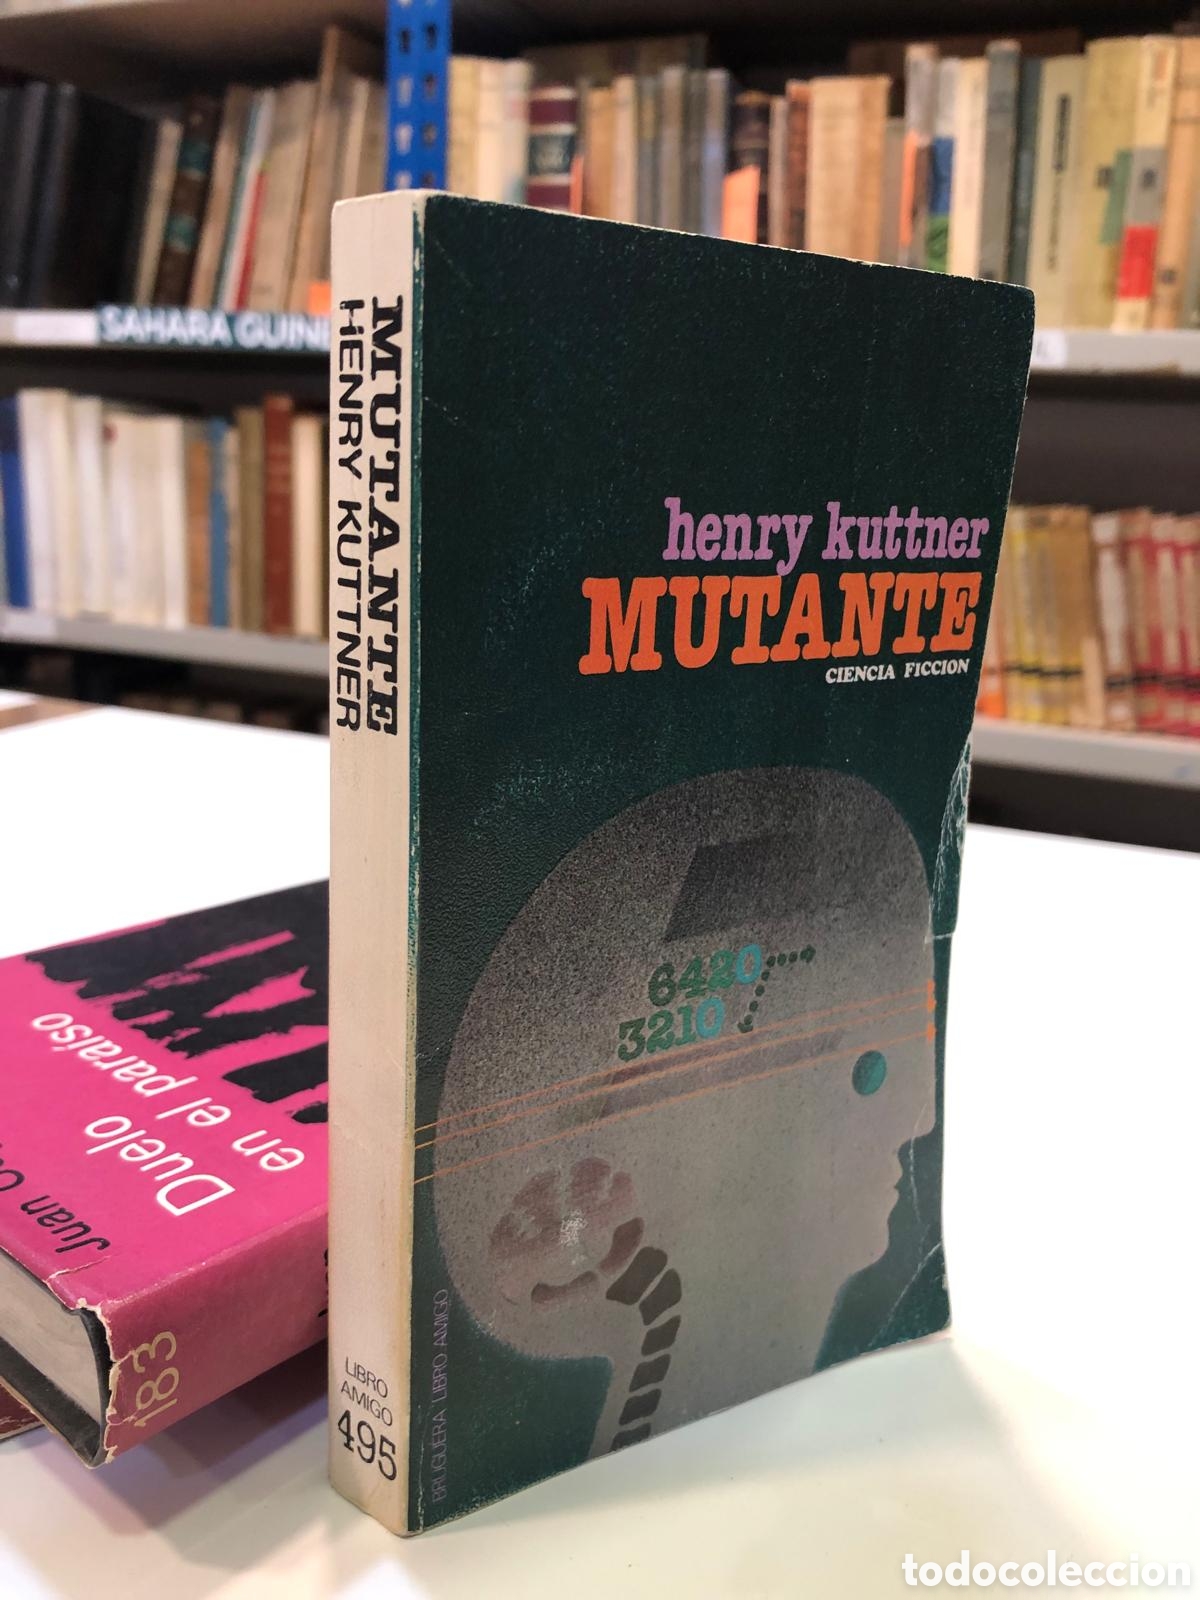 SAHARA GUINE
MUTANTE
HENRY KUTTNER
LIBRO
AMIGO
495
henry kuttner
MUTANTE
CIENCIA FICCION
6420
3210
BRUGUERA LIBRO AMIGO
Duelo
en el paraíso
Juan
183
todocoleccion